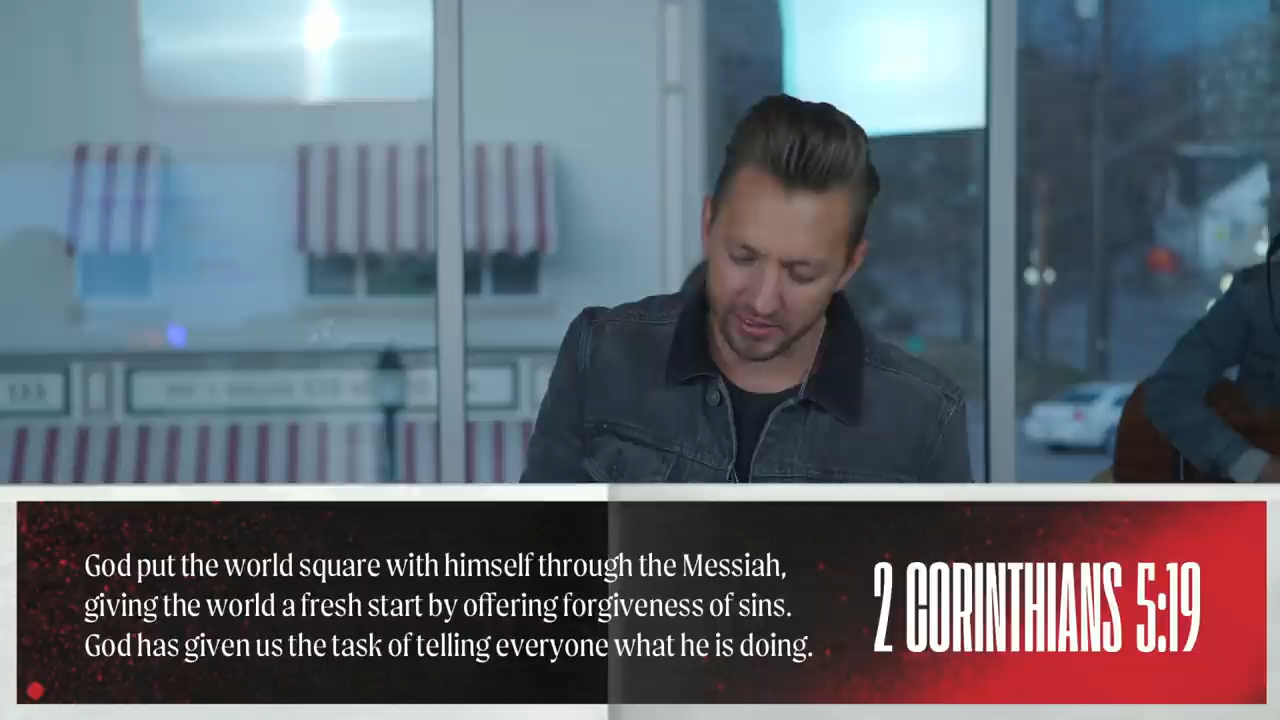 God put the world square with himself through the Messiah,
giving the world a fresh start by offering forgiveness of sins.
God has given us the task of telling everyone what he is doing.
2 CORINTHIANS 5:19